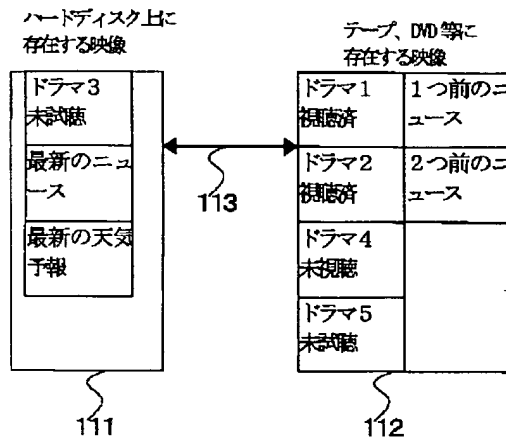 ハードディスク上に
存在する映像
ドラマ3
未試聴
最新のニュ
ース
最新の天気
予報
111
113
テープ、DVD等に
存在する映像
ドラマ1
視聴済
1つ前のニ
ュース
ドラマ2
視聴済
2つ前のニ
ュース
ドラマ4
未視聴
ドラマ5
未試聴
112